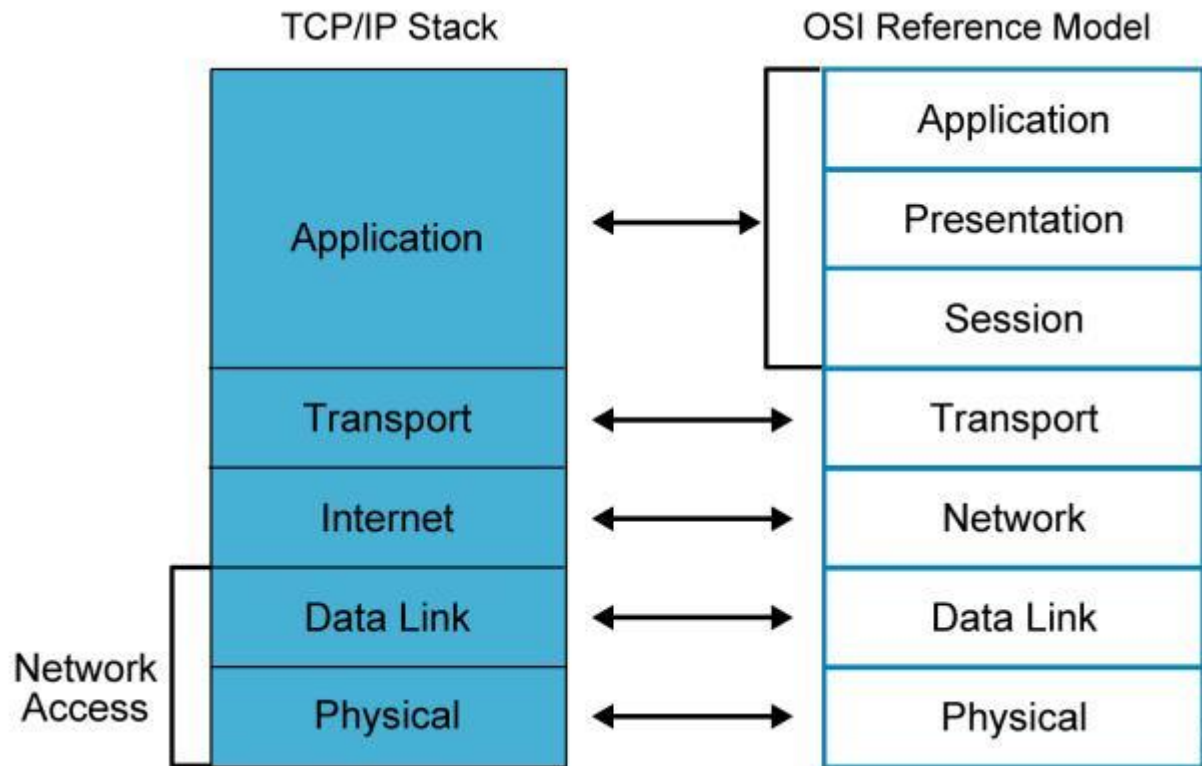 TCP/IP Stack
OSI Reference Model
Application
Transport
Internet
Data Link
Physical
Network
Access
Application
Presentation
Session
Transport
Network
Data Link
Physical